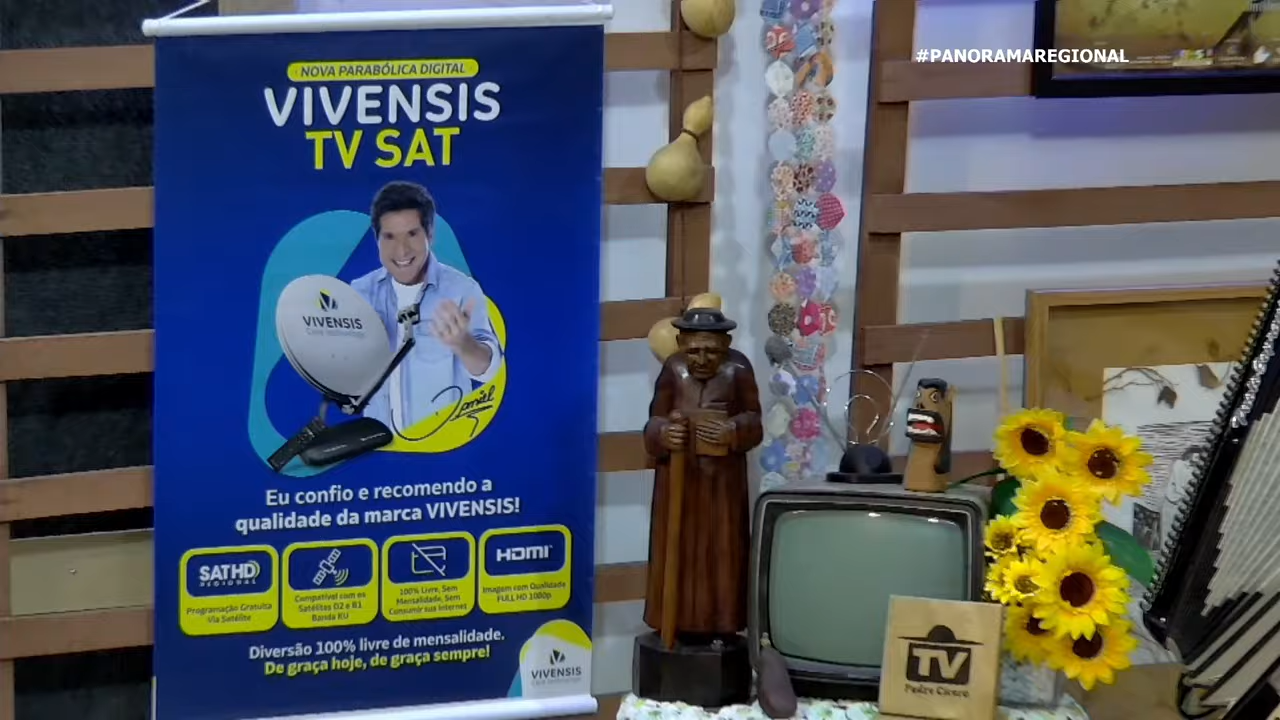 #PANORAMAREGIONAL
NOVA PARABÓLICA DIGITAL
VIVENSIS
TV SAT
VIVENSIS
Daniel
Eu confio e recomendo a
qualidade da marca VIVENSIS!
SATHD
REGIONAL
Programação Gratuita
Via Satélite
Compatível com os
Satélites D2 e B1
Banda KU
100% Livre, Sem
Mensalidade, Sem
Consumir sua Internet
HDMI
Imagem com Qualidade
FULL HD 1080p
Diversão 100% livre de mensalidade.
De graça hoje, de graça sempre!
VIVENSIS
TV
Padre Cícero